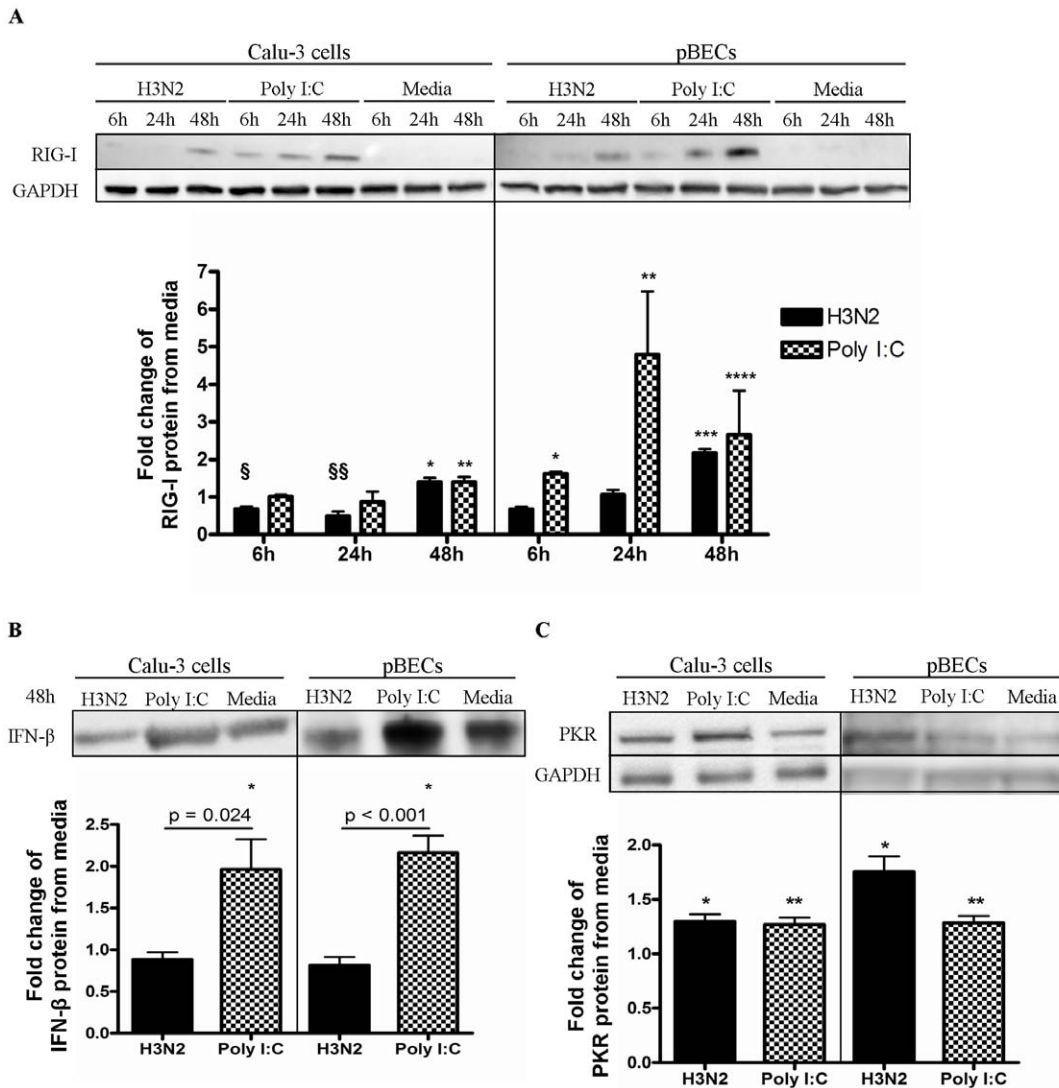 A
Calu-3 cells pBECs
H3N2 Poly I:C Media H3N2 Poly I:C Media
6h 24h 48h 6h 24h 48h 6h 24h 48h 6h 24h 48h 6h 24h 48h 6h 24h 48h
RIG-I
GAPDH
Fold change of
RIG-I protein from media
7
6
5
4
3
2
1
0
§ §§ * ** * ** *** ****
H3N2
Poly I:C
6h 24h 48h 6h 24h 48h
B
Calu-3 cells pBECs
48h H3N2 Poly I:C Media H3N2 Poly I:C Media
IFN-β
* *
p = 0.024 p < 0.001
Fold change of
IFN-β protein from media
2.5
2.0
1.5
1.0
0.5
0.0
H3N2 Poly I:C H3N2 Poly I:C
C
Calu-3 cells pBECs
H3N2 Poly I:C Media H3N2 Poly I:C Media
PKR
GAPDH
Fold change of
PKR protein from media
2.0
1.5
1.0
0.5
0.0
* ** * **
H3N2 Poly I:C H3N2 Poly I:C